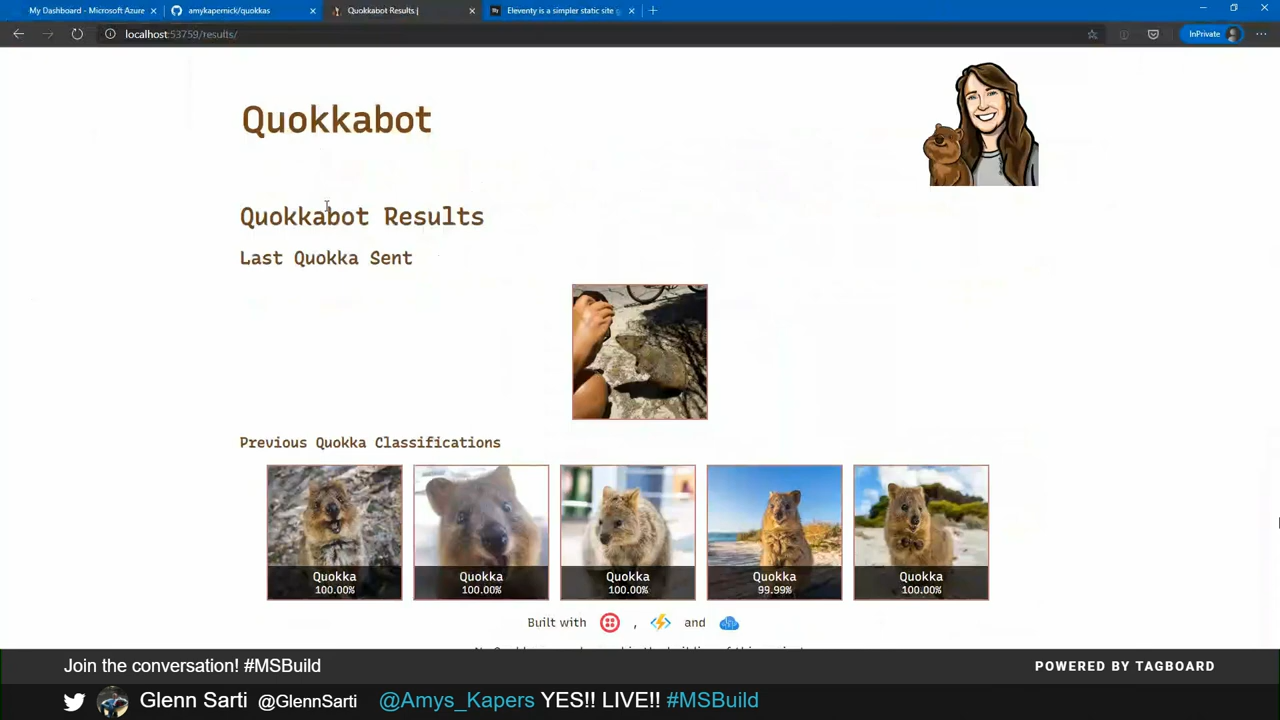 My Dashboard - Microsoft Azure
amykapernick/quokkas
Quokkabot Results |
Eleventy is a simpler static site g
localhost:53759/results/
InPrivate
Quokkabot
Quokkabot Results
Last Quokka Sent
Previous Quokka Classifications
Quokka
100.00%
Quokka
100.00%
Quokka
100.00%
Quokka
99.99%
Quokka
100.00%
Built with , and
Join the conversation! #MSBuild
POWERED BY TAGBOARD
Glenn Sarti @GlennSarti @Amys_Kapers YES!! LIVE!! #MSBuild